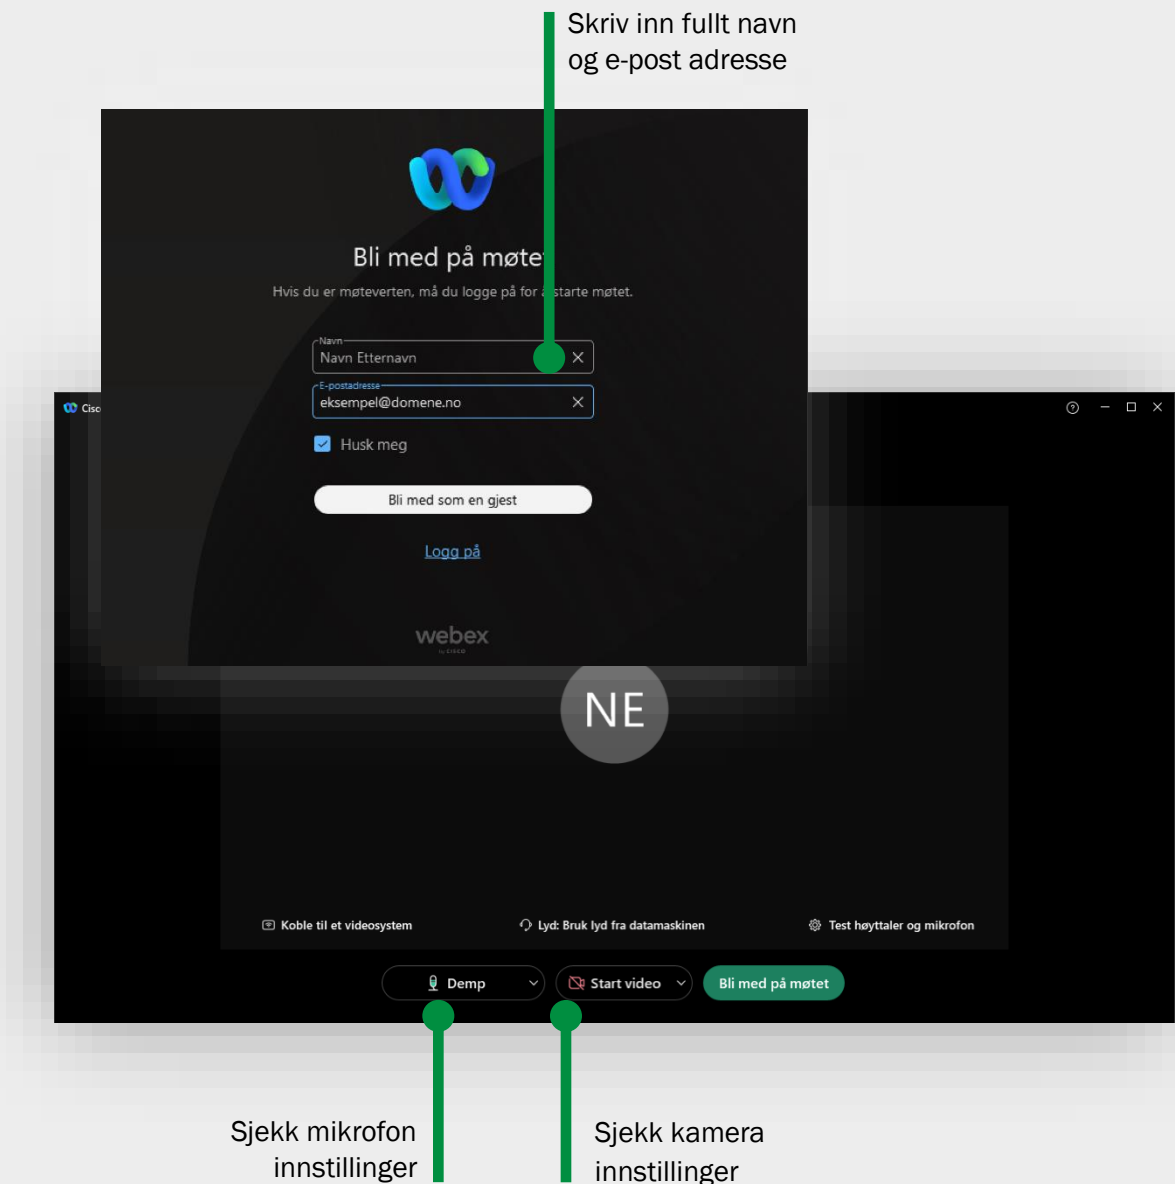 Skriv inn fullt navn
og e-post adresse
Bli med på møtet
Hvis du er møteverten, må du logge på for å starte møtet.
Navn
Navn Etternavn
E-postadresse
eksempel@domene.no
Husk meg
Bli med som en gjest
Logg på
webex
by CISCO
Cisc
NE
Koble til et videosystem
Lyd: Bruk lyd fra datamaskinen
Test høyttaler og mikrofon
Demp
Start video
Bli med på møtet
Sjekk mikrofon
innstillinger
Sjekk kamera
innstillinger